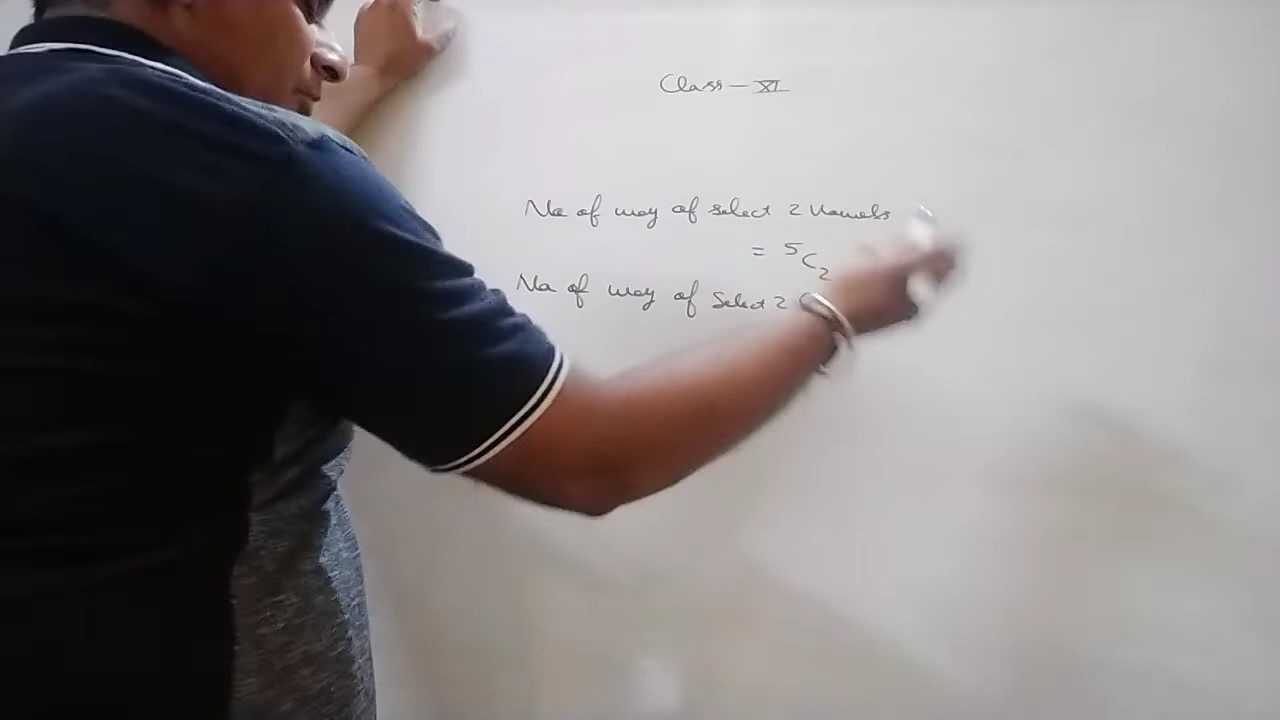 Class - XI
No of way of select 2 Vowels
= ⁵C₂
No of way of Select 2